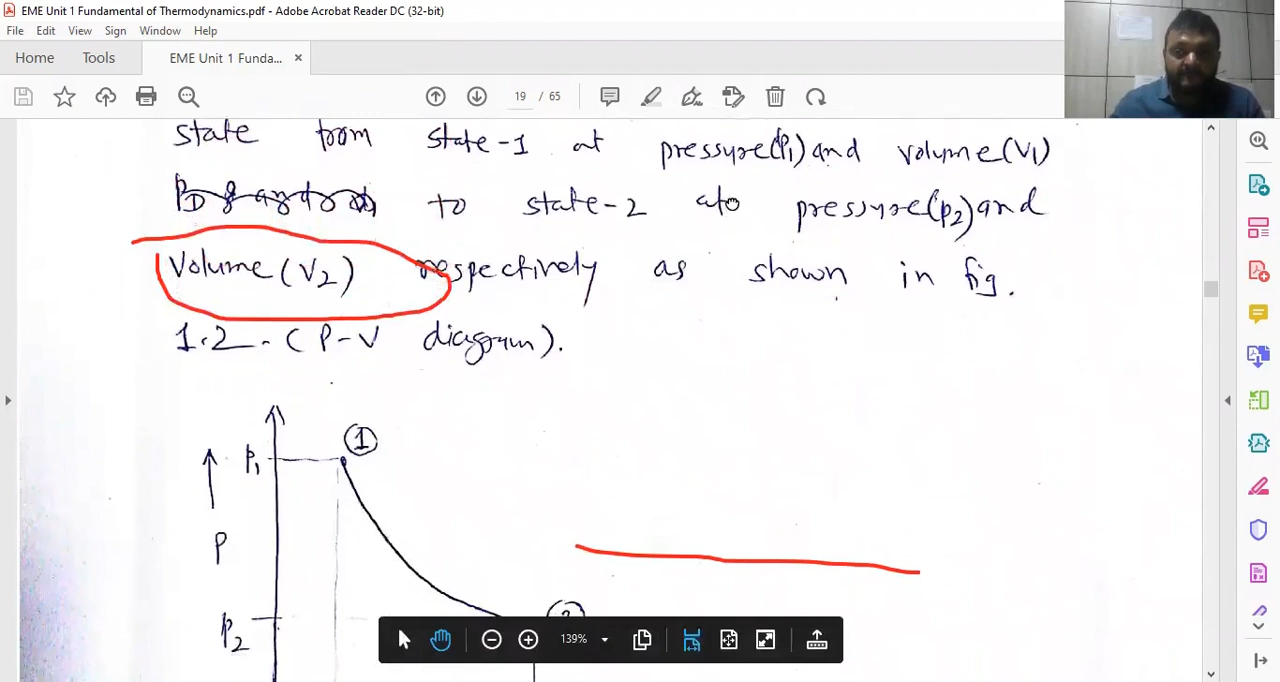 EME Unit 1 Fundamental of Thermodynamics.pdf - Adobe Acrobat Reader DC (32-bit)
File Edit View Sign Window Help
Home Tools EME Unit 1 Funda... ×
19 / 65
state from state-1 at pressure(P1) and volume(V1)
to state-2 at pressure(p2) and
Volume(V2) respectively as shown in fig.
1.2-(P-V diagram).
1
P1
P
2
P2
139%